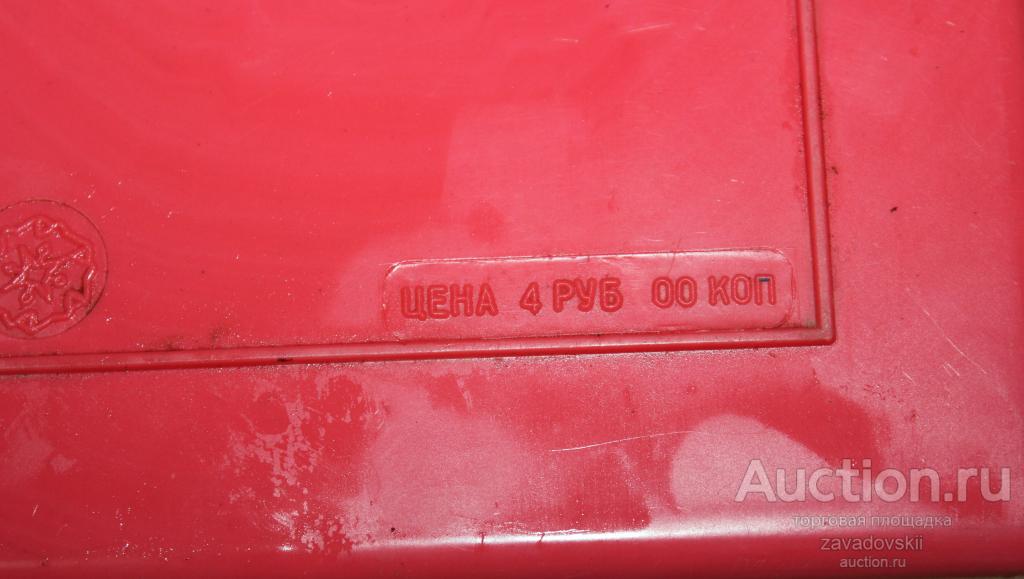 ЦЕНА 4 РУБ 00 КОП
Auction.ru
торговая площадка
zavadovskii
auction.ru